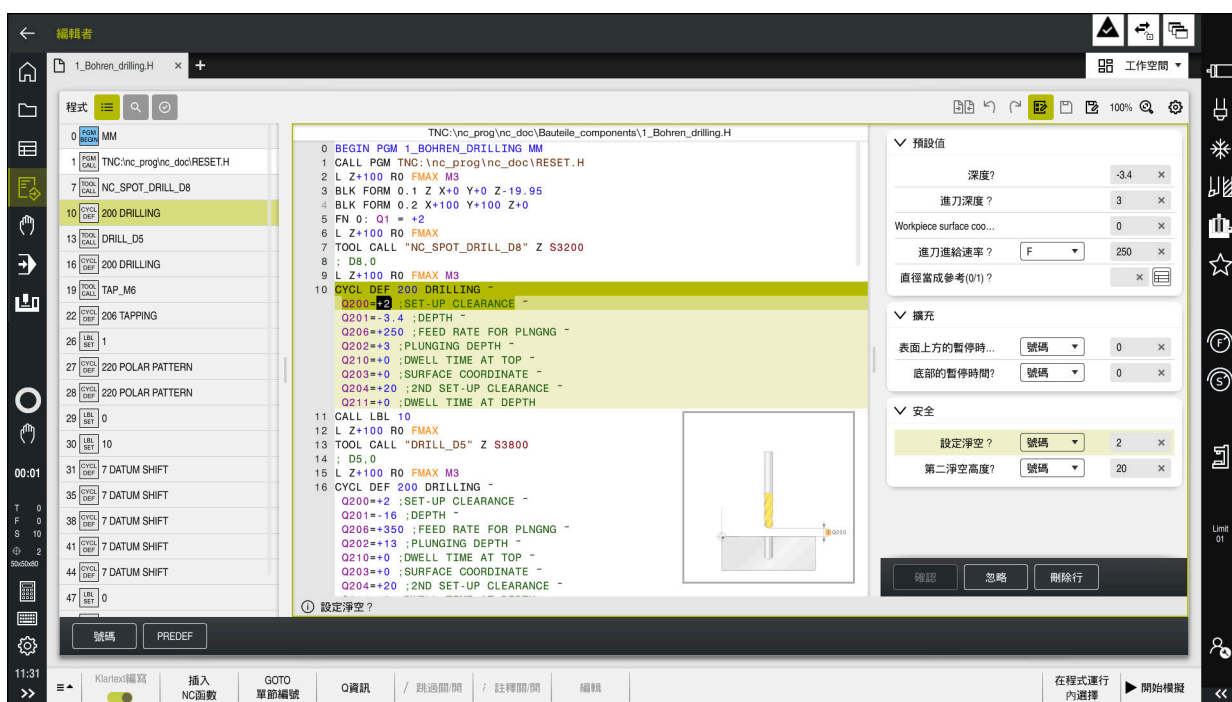 編輯者
1_Bohren_drilling.H × +
工作空間
程式
100%
0 PGM BEGIN MM
1 PGM CALL TNC:\nc_prog\nc_doc\RESET.H
7 TOOL CALL NC_SPOT_DRILL_D8
10 CYCL DEF 200 DRILLING
13 TOOL CALL DRILL_D5
16 CYCL DEF 200 DRILLING
19 TOOL CALL TAP_M6
22 CYCL DEF 206 TAPPING
26 LBL SET 1
27 CYCL DEF 220 POLAR PATTERN
28 CYCL DEF 220 POLAR PATTERN
29 LBL SET 0
30 LBL SET 10
31 CYCL DEF 7 DATUM SHIFT
35 CYCL DEF 7 DATUM SHIFT
38 CYCL DEF 7 DATUM SHIFT
41 CYCL DEF 7 DATUM SHIFT
44 CYCL DEF 7 DATUM SHIFT
47 LBL SET 0
TNC:\nc_prog\nc_doc\Bauteile_components\1_Bohren_drilling.H
0 BEGIN PGM 1_BOHREN_DRILLING MM
1 CALL PGM TNC:\nc_prog\nc_doc\RESET.H
2 L Z+100 R0 FMAX M3
3 BLK FORM 0.1 Z X+0 Y+0 Z-19.95
4 BLK FORM 0.2 X+100 Y+100 Z+0
5 FN 0: Q1 = +2
6 L Z+100 R0 FMAX
7 TOOL CALL "NC_SPOT_DRILL_D8" Z S3200
8 ; D8,0
9 L Z+100 R0 FMAX M3
10 CYCL DEF 200 DRILLING ~
Q200=+2 ;SET-UP CLEARANCE ~
Q201=-3.4 ;DEPTH ~
Q206=+250 ;FEED RATE FOR PLNGNG ~
Q202=+3 ;PLUNGING DEPTH ~
Q210=+0 ;DWELL TIME AT TOP ~
Q203=+0 ;SURFACE COORDINATE ~
Q204=+20 ;2ND SET-UP CLEARANCE ~
Q211=+0 ;DWELL TIME AT DEPTH
11 CALL LBL 10
12 L Z+100 R0 FMAX
13 TOOL CALL "DRILL_D5" Z S3800
14 ; D5,0
15 L Z+100 R0 FMAX M3
16 CYCL DEF 200 DRILLING ~
Q200=+2 ;SET-UP CLEARANCE ~
Q201=-16 ;DEPTH ~
Q206=+350 ;FEED RATE FOR PLNGNG ~
Q202=+13 ;PLUNGING DEPTH ~
Q210=+0 ;DWELL TIME AT TOP ~
Q203=+0 ;SURFACE COORDINATE ~
Q204=+20 ;2ND SET-UP CLEARANCE ~
Q200
設定淨空?
預設值
深度? -3.4 ×
進刀深度? 3 ×
Workpiece surface coo... 0 ×
進刀進給速率? F 250 ×
直徑當成參考(0/1)? ×
擴充
表面上方的暫停時... 號碼 0 ×
底部的暫停時間? 號碼 0 ×
安全
設定淨空? 號碼 2 ×
第二淨空高度? 號碼 20 ×
確認 忽略 刪除行
號碼 PREDEF
00:01
T 0
F 0
S 10
2
50x50x80
11:31
F
S
Limit
01
Klartext編寫
插入
NC函數
GOTO
單節編號
Q資訊
/ 跳過關/開
; 註釋關/開
編輯
在程式運行
內選擇
開始模擬